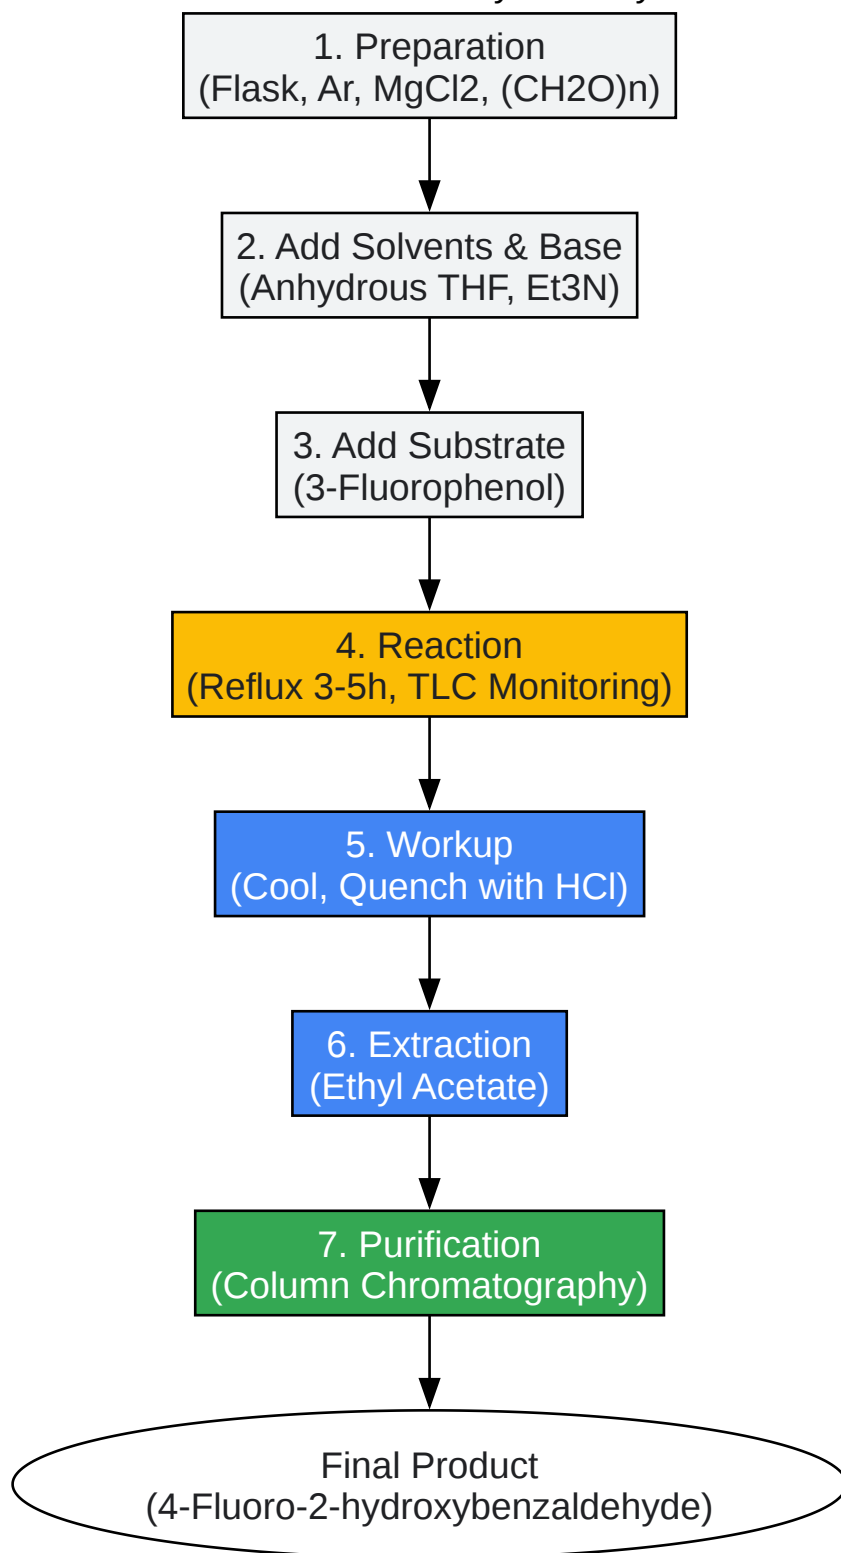 1. Preparation
(Flask, Ar, MgCl2, (CH2O)n)
2. Add Solvents & Base
(Anhydrous THF, Et3N)
3. Add Substrate
(3-Fluorophenol)
4. Reaction
(Reflux 3-5h, TLC Monitoring)
5. Workup
(Cool, Quench with HCl)
6. Extraction
(Ethyl Acetate)
7. Purification
(Column Chromatography)
Final Product
(4-Fluoro-2-hydroxybenzaldehyde)